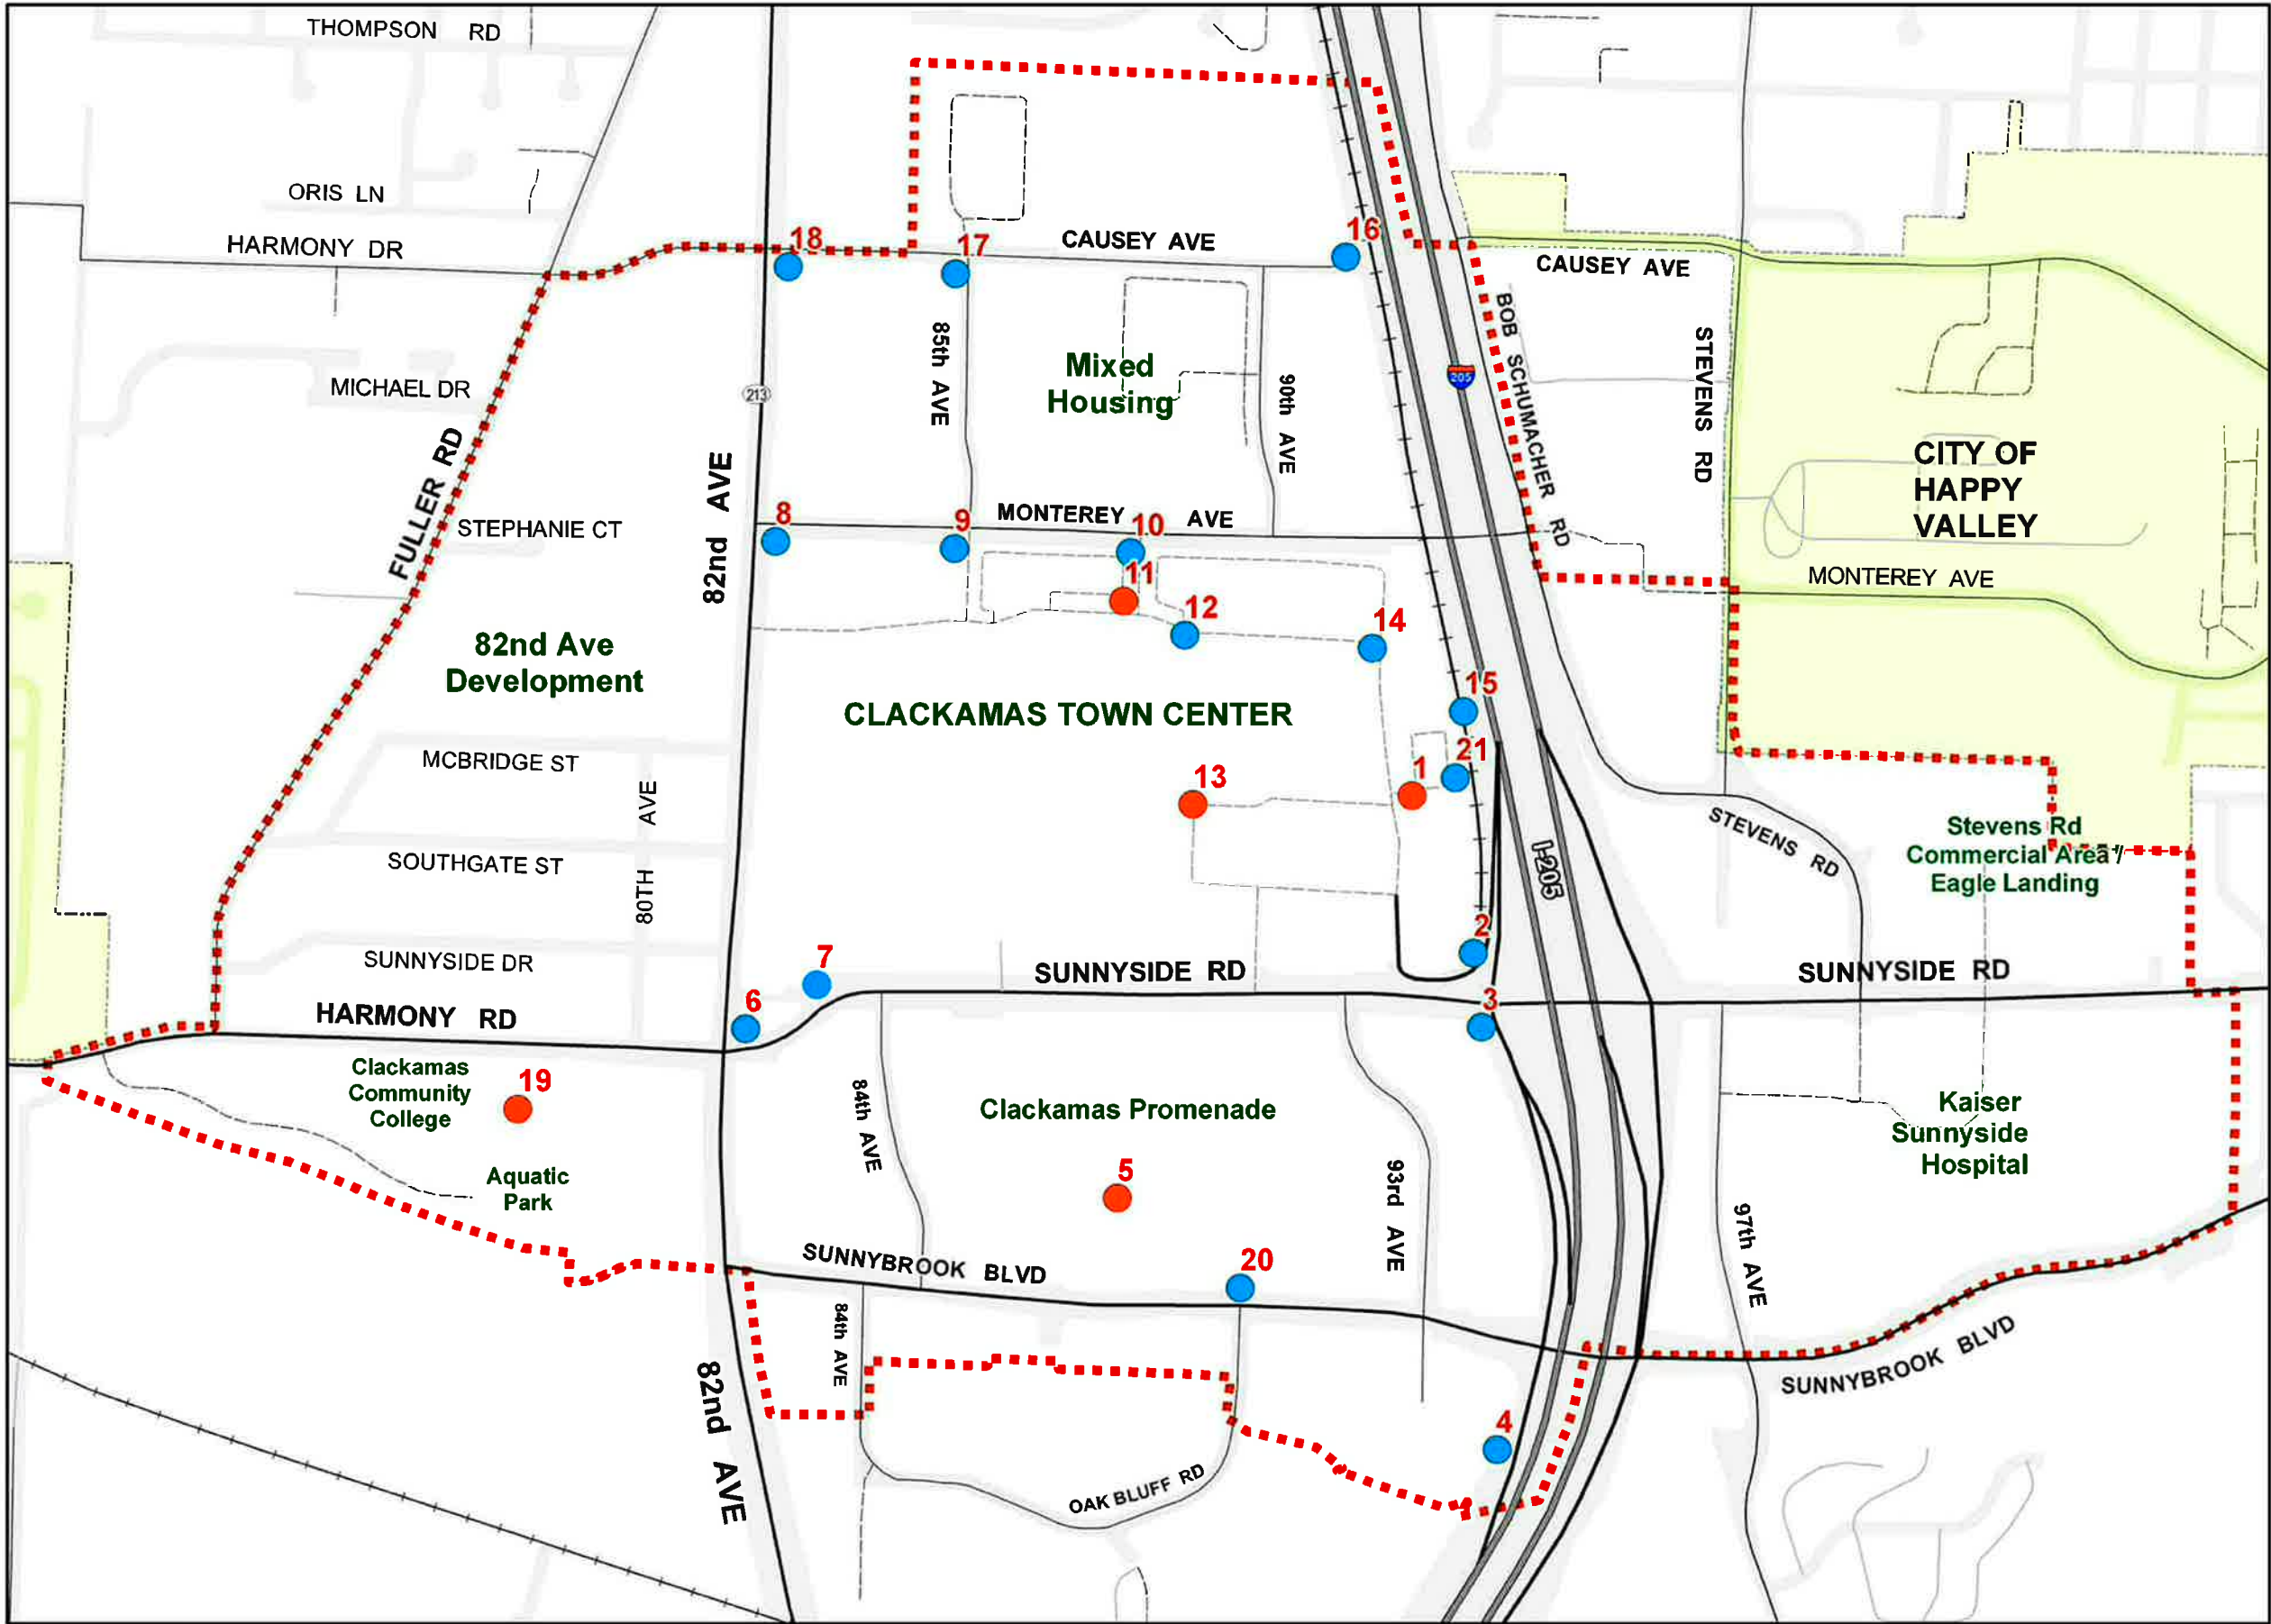 THOMPSON RD
ORIS LN
HARMONY DR
18
17
CAUSEY AVE
16
CAUSEY AVE
BOB SCHUMACHER RD
STEVENS RD
85th AVE
Mixed
Housing
90th AVE
205
213
MICHAEL DR
FULLER RD
STEPHANIE CT
82nd AVE
8
9
MONTEREY AVE
10
11
12
14
CITY OF
HAPPY
VALLEY
MONTEREY AVE
82nd Ave
Development
CLACKAMAS TOWN CENTER
15
21
1
13
MCBRIDGE ST
80TH AVE
SOUTHGATE ST
SUNNYSIDE DR
HARMONY RD
I-205
STEVENS RD
Stevens Rd
Commercial Area /
Eagle Landing
2
7
6
SUNNYSIDE RD
3
SUNNYSIDE RD
Clackamas
Community
College
19
Aquatic
Park
84th AVE
Clackamas Promenade
5
93rd AVE
Kaiser
Sunnyside
Hospital
97th AVE
SUNNYBROOK BLVD
20
84th AVE
82nd AVE
OAK BLUFF RD
4
SUNNYBROOK BLVD